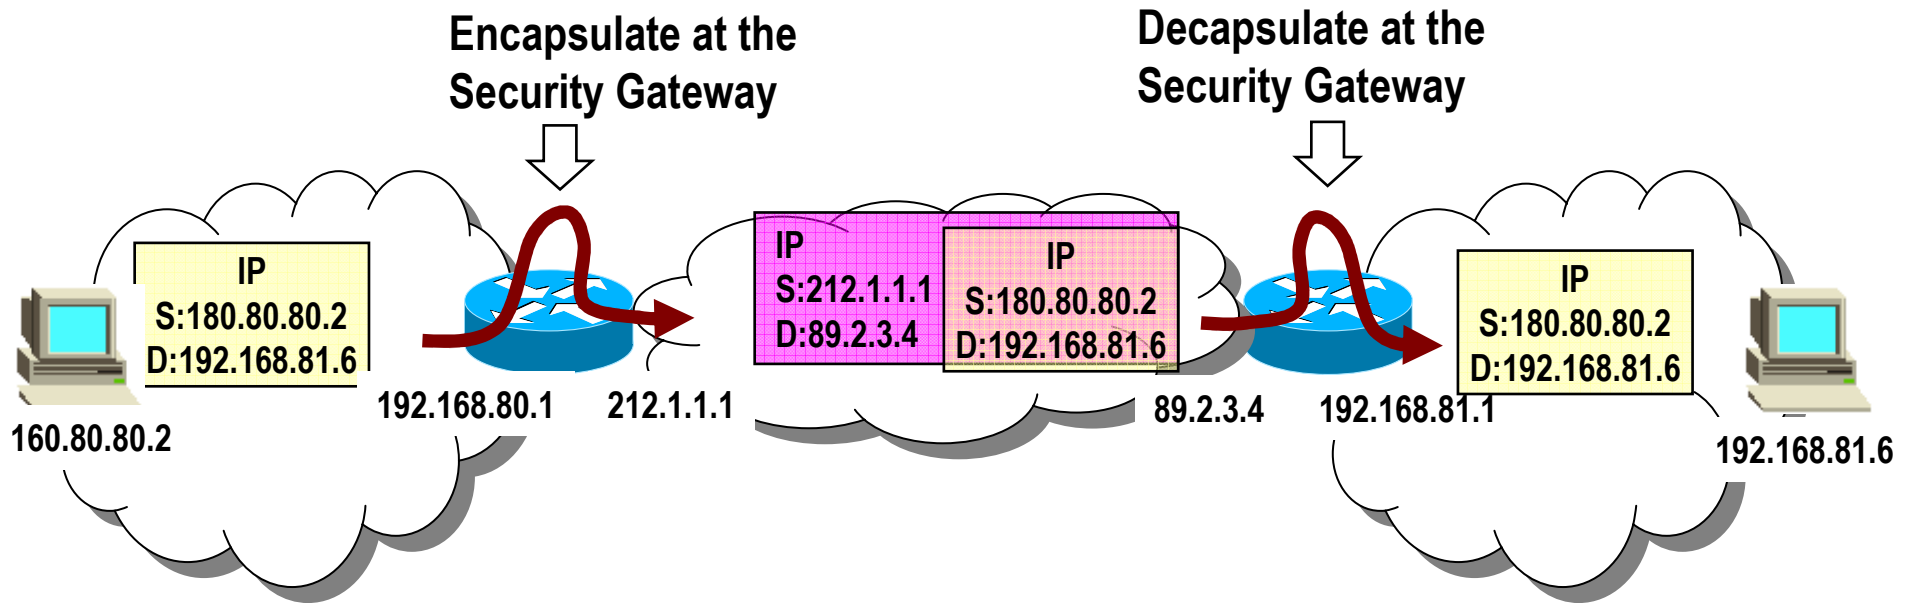 Encapsulate at the
Security Gateway
Decapsulate at the
Security Gateway
IP
S:180.80.80.2
D:192.168.81.6
IP
S:212.1.1.1
D:89.2.3.4
IP
S:180.80.80.2
D:192.168.81.6
IP
S:180.80.80.2
D:192.168.81.6
160.80.80.2
192.168.80.1
212.1.1.1
89.2.3.4
192.168.81.1
192.168.81.6